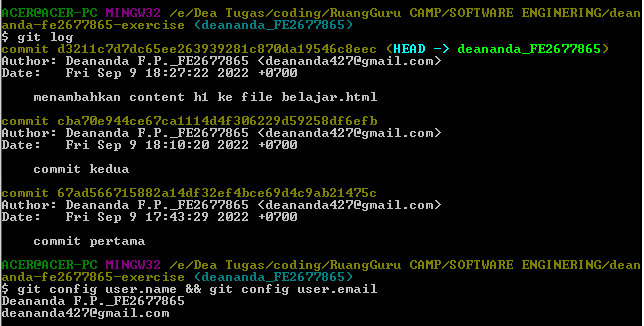 ACER@ACER-PC MINGW32 /e/Dea Tugas/coding/RuangGuru CAMP/SOFTWARE ENGINERING/dean
anda-fe2677865-exercise (deananda_FE2677865)
$ git log
commit d3211c7d7dc65ee263939281c870da19546c8eec (HEAD -> deananda_FE2677865)
Author: Deananda F.P._FE2677865 <deananda427@gmail.com>
Date:   Fri Sep 9 18:27:22 2022 +0700
    menambahkan content h1 ke file belajar.html
commit cba70e944ce67ca1114d4f306229d59258df6efb
Author: Deananda F.P._FE2677865 <deananda427@gmail.com>
Date:   Fri Sep 9 18:10:20 2022 +0700
    commit kedua
commit 67ad566715882a14df32ef4bce69d4c9ab21475c
Author: Deananda F.P._FE2677865 <deananda427@gmail.com>
Date:   Fri Sep 9 17:43:29 2022 +0700
    commit pertama
ACER@ACER-PC MINGW32 /e/Dea Tugas/coding/RuangGuru CAMP/SOFTWARE ENGINERING/dean
anda-fe2677865-exercise (deananda_FE2677865)
$ git config user.name && git config user.email
Deananda F.P._FE2677865
deananda427@gmail.com